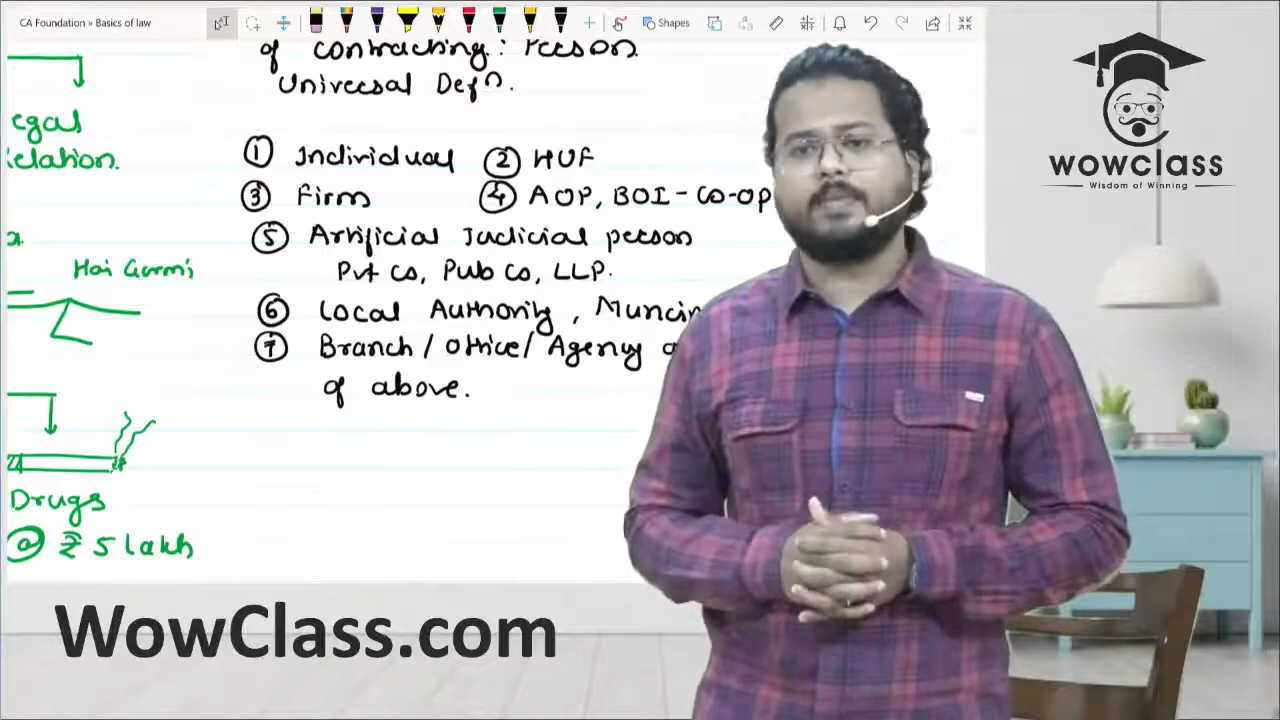 CA Foundation » Basics of law
Shapes
of contracting: Person
Universal Defn.
① Individual ② HUF
③ Firm ④ AOP, BOI - CO-OP
⑤ Artificial Judicial person
Pvt Co, Pub Co, LLP.
⑥ Local Authority,
⑦ Branch / Office / Agency
of above.
egal
elation.
Hai Garmi
Drugs
@ ₹ 5 lakh
wowclass
Wisdom of Winning
WowClass.com